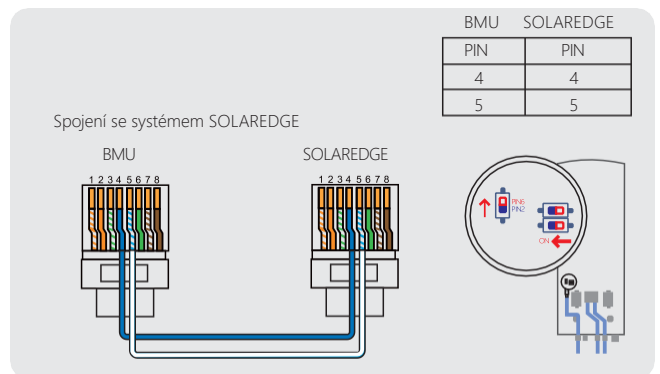 BMU SOLAREDGE
PIN PIN
4 4
5 5
Spojení se systémem SOLAREDGE
BMU SOLAREDGE
1 2 3 4 5 6 7 8 1 2 3 4 5 6 7 8
PIN6
PIN2
ON